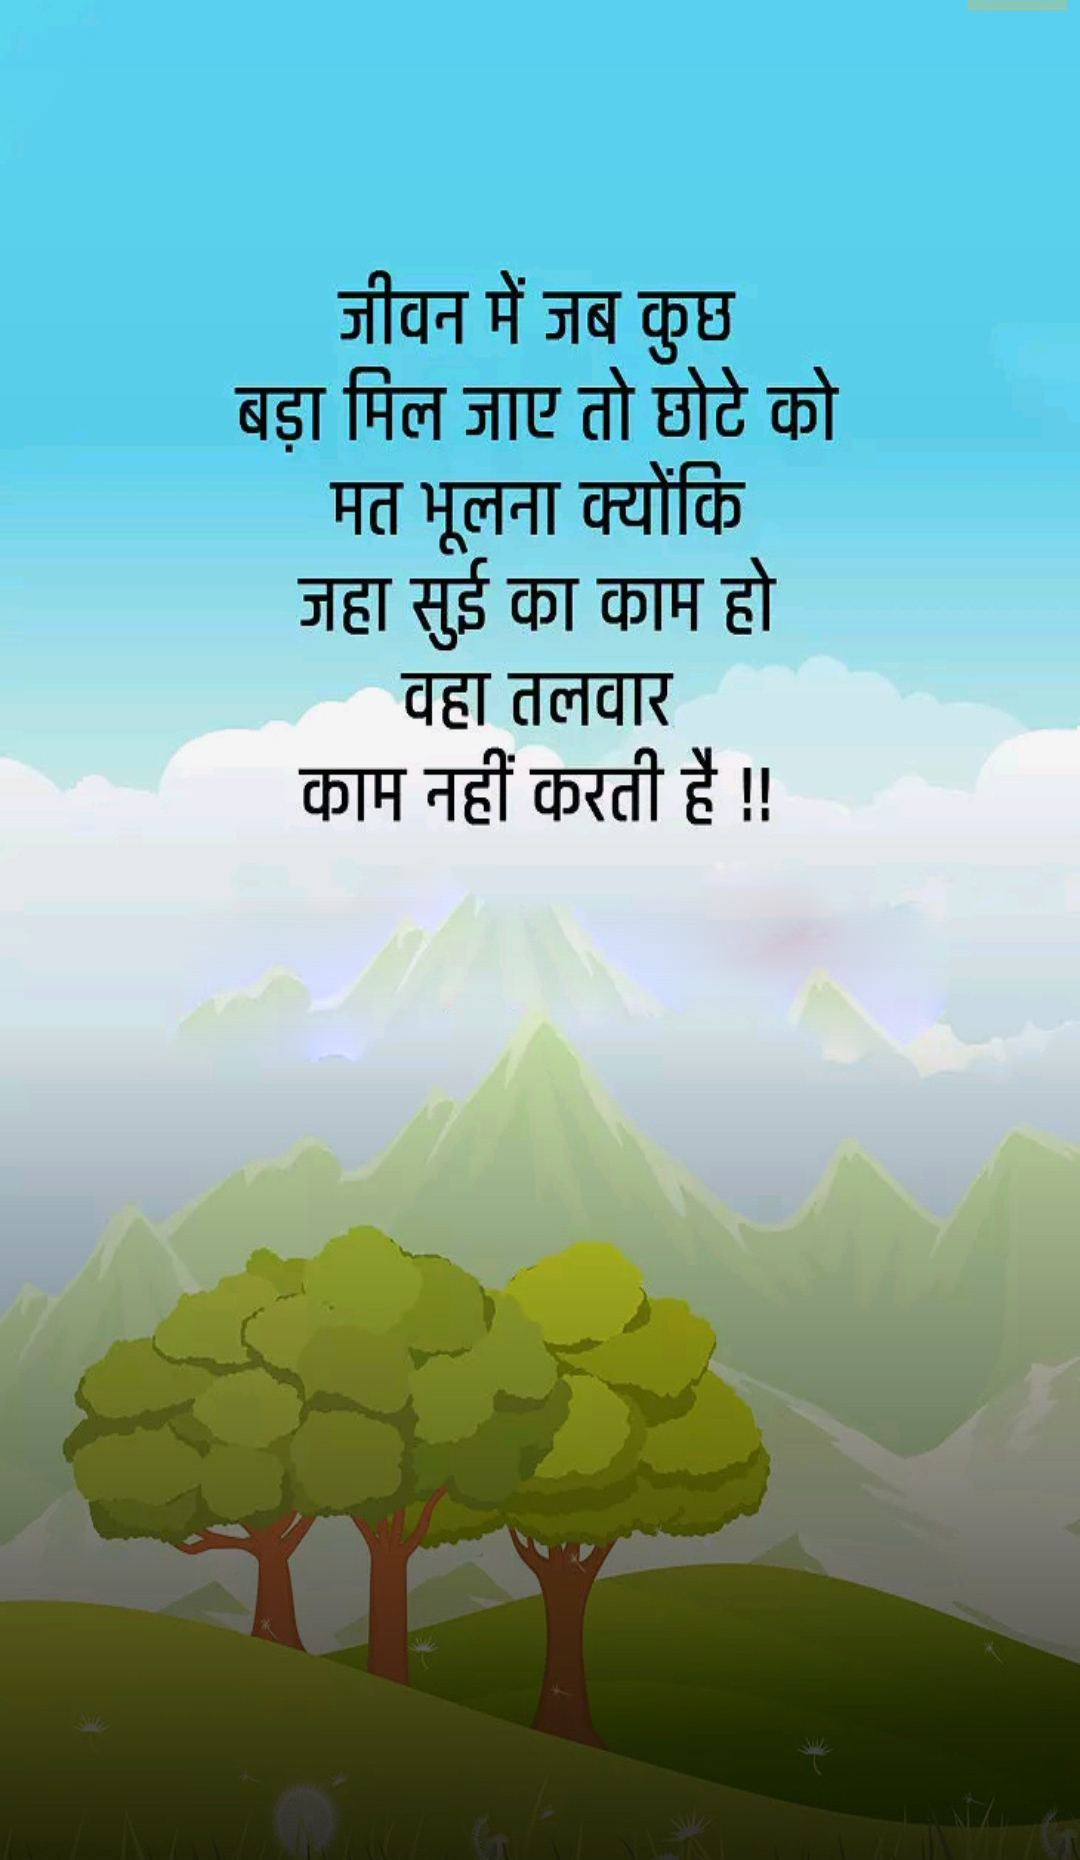 जीवन में जब कुछ
बड़ा मिल जाए तो छोटे को
मत भूलना क्योंकि
जहा सुई का काम हो
वहा तलवार
काम नहीं करती है !!